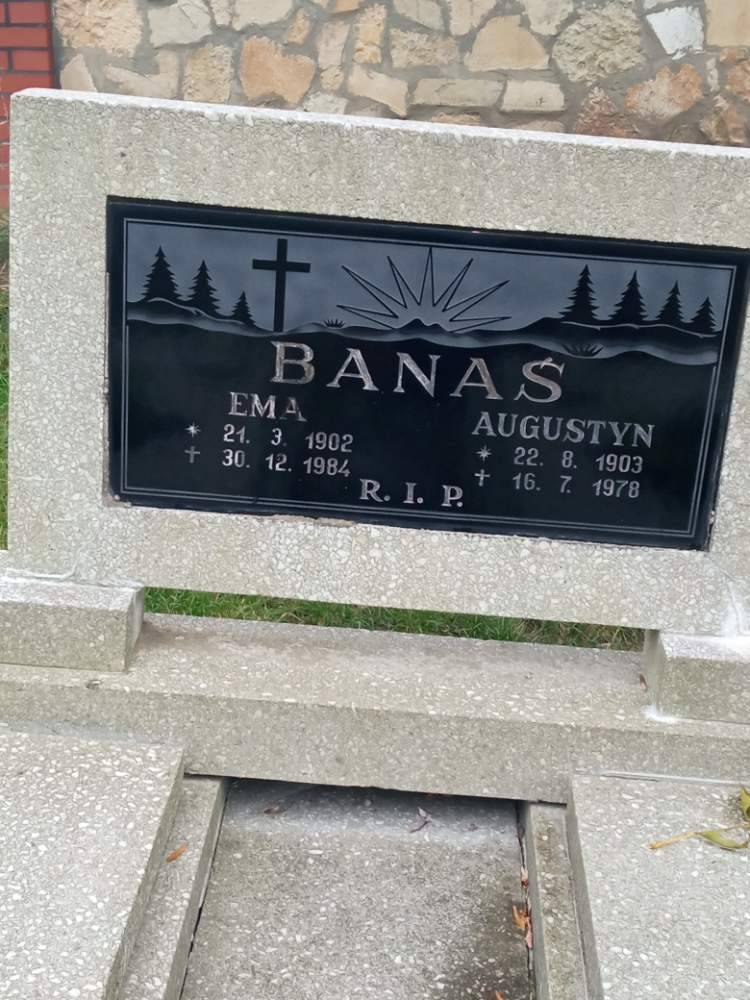 BANAŚ
EMA
* 21. 3. 1902
† 30. 12. 1984
AUGUSTYN
* 22. 8. 1903
† 16. 7. 1978
R. I. P.